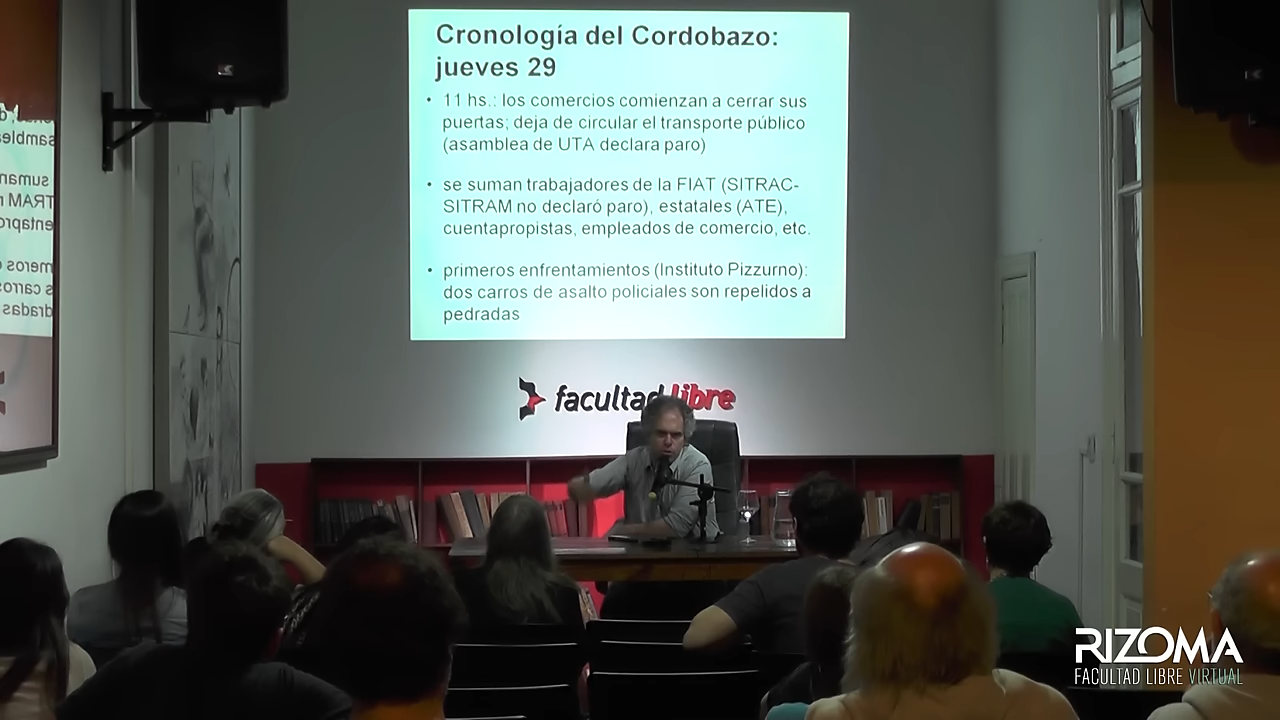 Cronología del Cordobazo:
jueves 29
• 11 hs.: los comercios comienzan a cerrar sus
puertas; deja de circular el transporte público
(asamblea de UTA declara paro)
• se suman trabajadores de la FIAT (SITRAC-
SITRAM no declaró paro), estatales (ATE),
cuentapropistas, empleados de comercio, etc.
• primeros enfrentamientos (Instituto Pizzurno):
dos carros de asalto policiales son repelidos a
pedradas
facultad libre
RIZOMA
FACULTAD LIBRE VIRTUAL